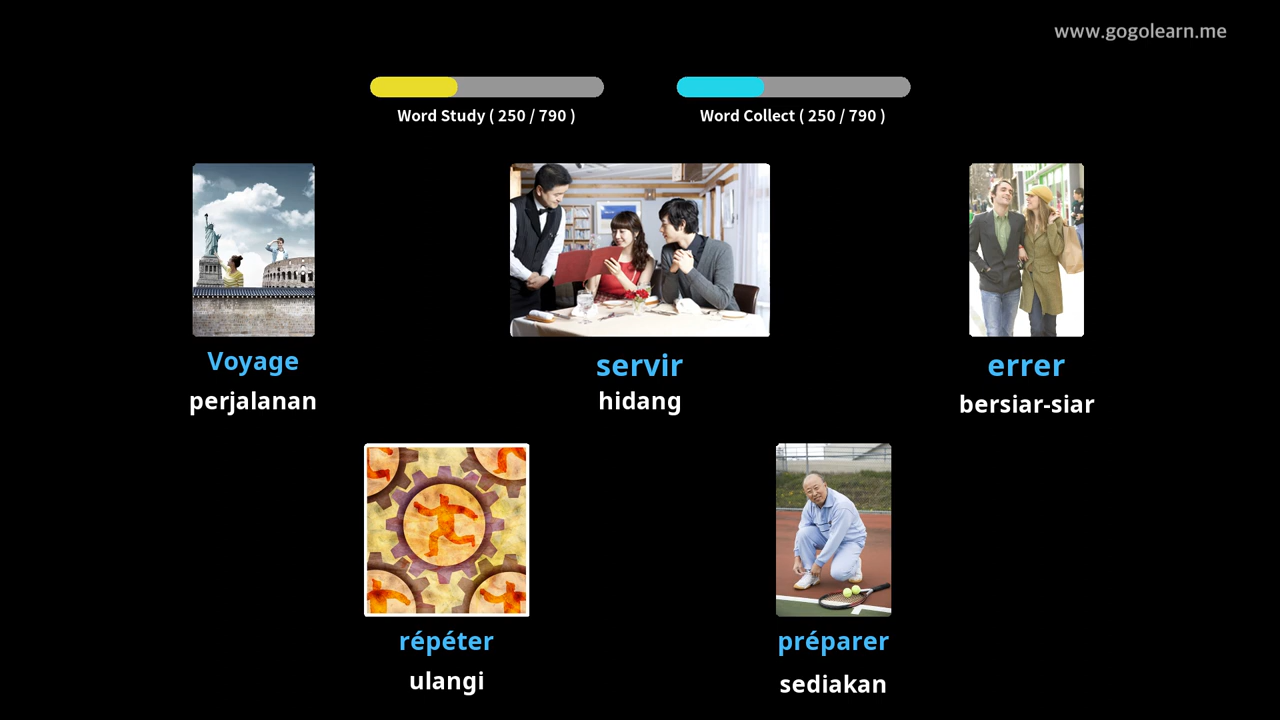 www.gogolearn.me
Word Study ( 250 / 790 )
Word Collect ( 250 / 790 )
Voyage
perjalanan
servir
hidang
errer
bersiar-siar
répéter
ulangi
préparer
sediakan